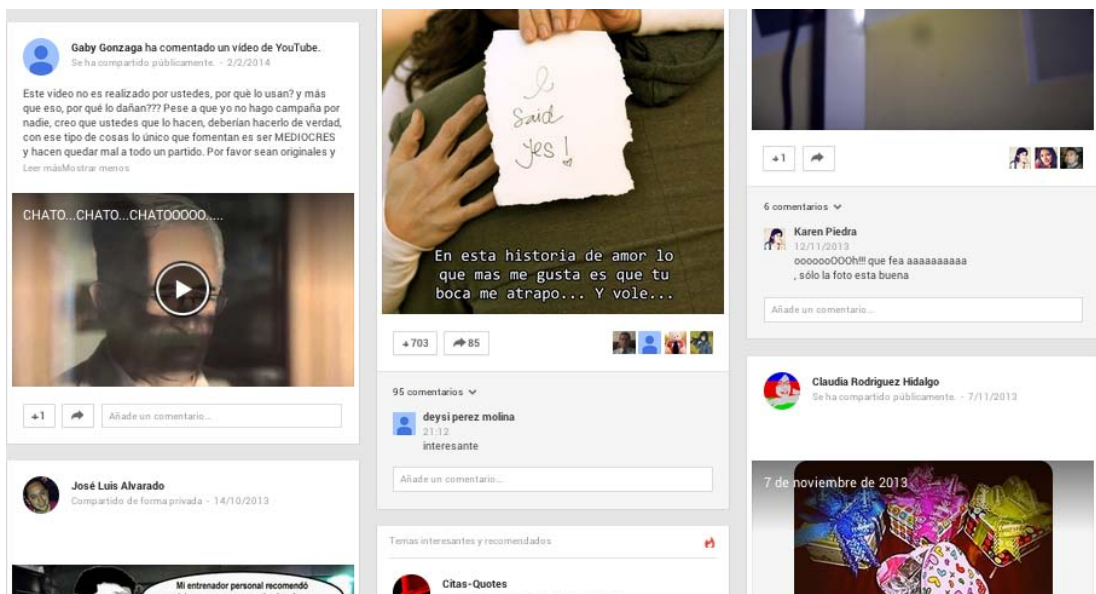 Gaby Gonzaga ha comentado un vídeo de YouTube.
Se ha compartido públicamente. - 2/2/2014
Este video no es realizado por ustedes, por què lo usan? y más
que eso, por qué lo dañan??? Pese a que yo no hago campaña por
nadie, creo que ustedes que lo hacen, deberían hacerlo de verdad,
con ese tipo de cosas lo único que fomentan es ser MEDIOCRES
y hacen quedar mal a todo un partido. Por favor sean originales y
Leer másMostrar menos
CHATO...CHATO...CHATOOOOO.....
+1
Añade un comentario...
José Luis Alvarado
Compartido de forma privada - 14/10/2013
Mi entrenador personal recomendó
I
Said
yes!
En esta historia de amor lo
que mas me gusta es que tu
boca me atrapo... Y vole...
+703
85
95 comentarios
deysi perez molina
21:12
interesante
Añade un comentario...
Temas interesantes y recomendados
Citas-Quotes
+1
6 comentarios
Karen Piedra
12/11/2013
ooooooOOOh!!! que fea aaaaaaaaaa
, sólo la foto esta buena
Añade un comentario...
Claudia Rodriguez Hidalgo
Se ha compartido públicamente. - 7/11/2013
7 de noviembre de 2013